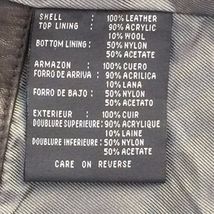 SHELL : 100% LEATHER
TOP LINING : 90% ACRYLIC
10% WOOL
BOTTOM LINING : 50% NYLON
50% ACETATE
ARMAZON : 100% CUERO
FORRO DE ARRIVA : 90% ACRILICA
10% LANA
FORRO DE BAJO : 50% NYLON
50% ACETATE
EXTERIEUR : 100% CUIR
DOUBLURE SUPERIEURE : 90% ACRYLIQUE
10% LAINE
DOUBLURE INFERIEURE : 50% NYLON
50% ACETATE
CARE ON REVERSE